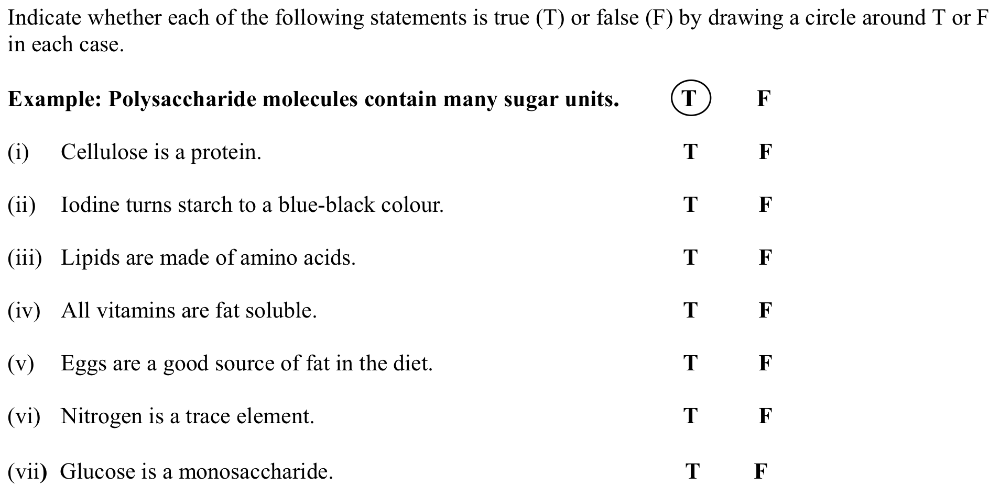 Indicate whether each of the following statements is true (T) or false (F) by drawing a circle around T or F
in each case.
Example: Polysaccharide molecules contain many sugar units. T F
(i) Cellulose is a protein. T F
(ii) Iodine turns starch to a blue-black colour. T F
(iii) Lipids are made of amino acids. T F
(iv) All vitamins are fat soluble. T F
(v) Eggs are a good source of fat in the diet. T F
(vi) Nitrogen is a trace element. T F
(vii) Glucose is a monosaccharide. T F